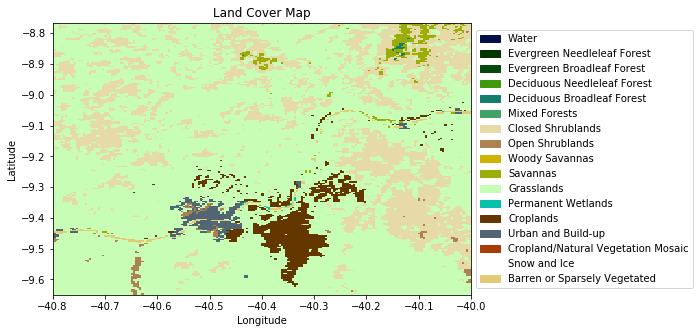 Land Cover Map
−8.8
−8.9
−9.0
−9.1
−9.2
−9.3
−9.4
−9.5
−9.6
Latitude
−40.8 −40.7 −40.6 −40.5 −40.4 −40.3 −40.2 −40.1 −40.0
Longitude
Water
Evergreen Needleleaf Forest
Evergreen Broadleaf Forest
Deciduous Needleleaf Forest
Deciduous Broadleaf Forest
Mixed Forests
Closed Shrublands
Open Shrublands
Woody Savannas
Savannas
Grasslands
Permanent Wetlands
Croplands
Urban and Build-up
Cropland/Natural Vegetation Mosaic
Snow and Ice
Barren or Sparsely Vegetated